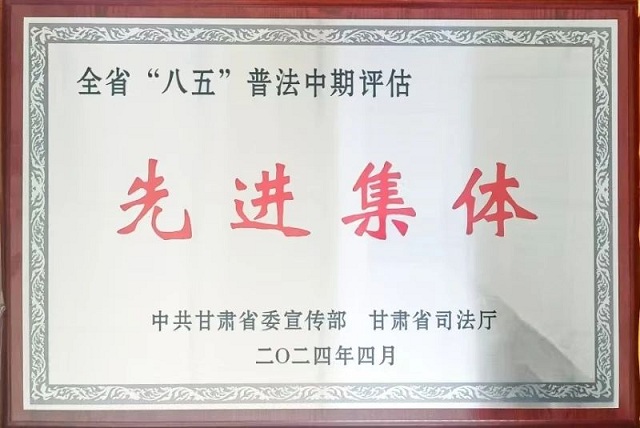 全省“八五”普法中期评估
先进集体
中共甘肃省委宣传部 甘肃省司法厅
二〇二四年四月